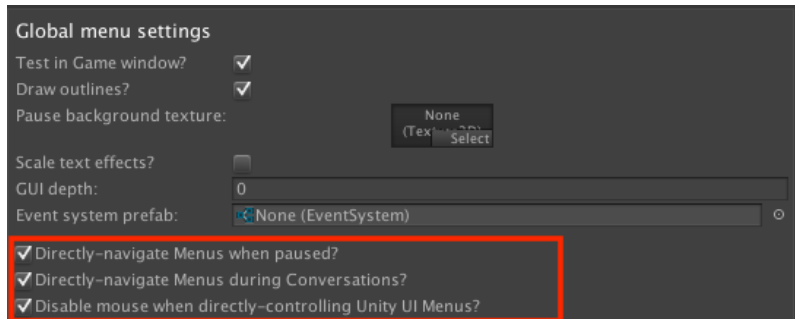 Global menu settings
Test in Game window?
Draw outlines?
Pause background texture:
None
Select
Scale text effects?
GUI depth: 0
Event system prefab: None (EventSystem)
Directly-navigate Menus when paused?
Directly-navigate Menus during Conversations?
Disable mouse when directly-controlling Unity UI Menus?